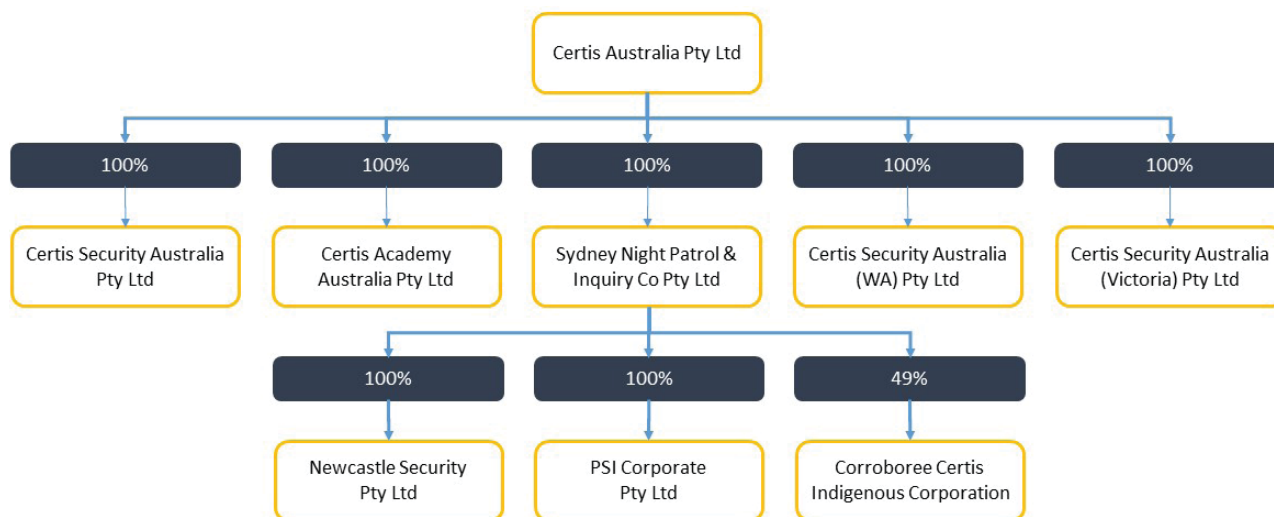 Certis Australia Pty Ltd
100%
100%
100%
100%
100%
Certis Security Australia
Pty Ltd
Certis Academy
Australia Pty Ltd
Sydney Night Patrol &
Inquiry Co Pty Ltd
Certis Security Australia
(WA) Pty Ltd
Certis Security Australia
(Victoria) Pty Ltd
100%
100%
49%
Newcastle Security
Pty Ltd
PSI Corporate
Pty Ltd
Corroboree Certis
Indigenous Corporation